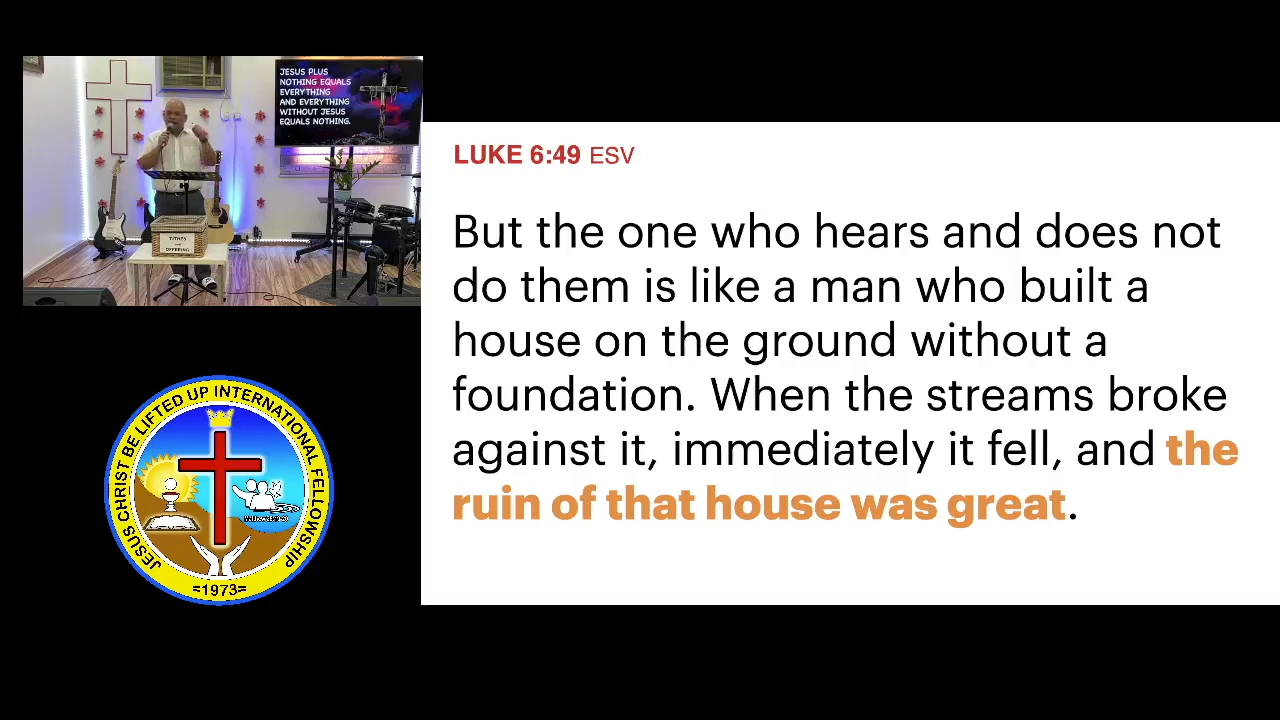 JESUS PLUS
NOTHING EQUALS
EVERYTHING
AND EVERYTHING
WITHOUT JESUS
EQUALS NOTHING.
TITHES
OFFERING
LUKE 6:49 ESV
But the one who hears and does not
do them is like a man who built a
house on the ground without a
foundation. When the streams broke
against it, immediately it fell, and the
ruin of that house was great.
JESUS CHRIST BE LIFTED UP INTERNATIONAL FELLOWSHIP
=1973=